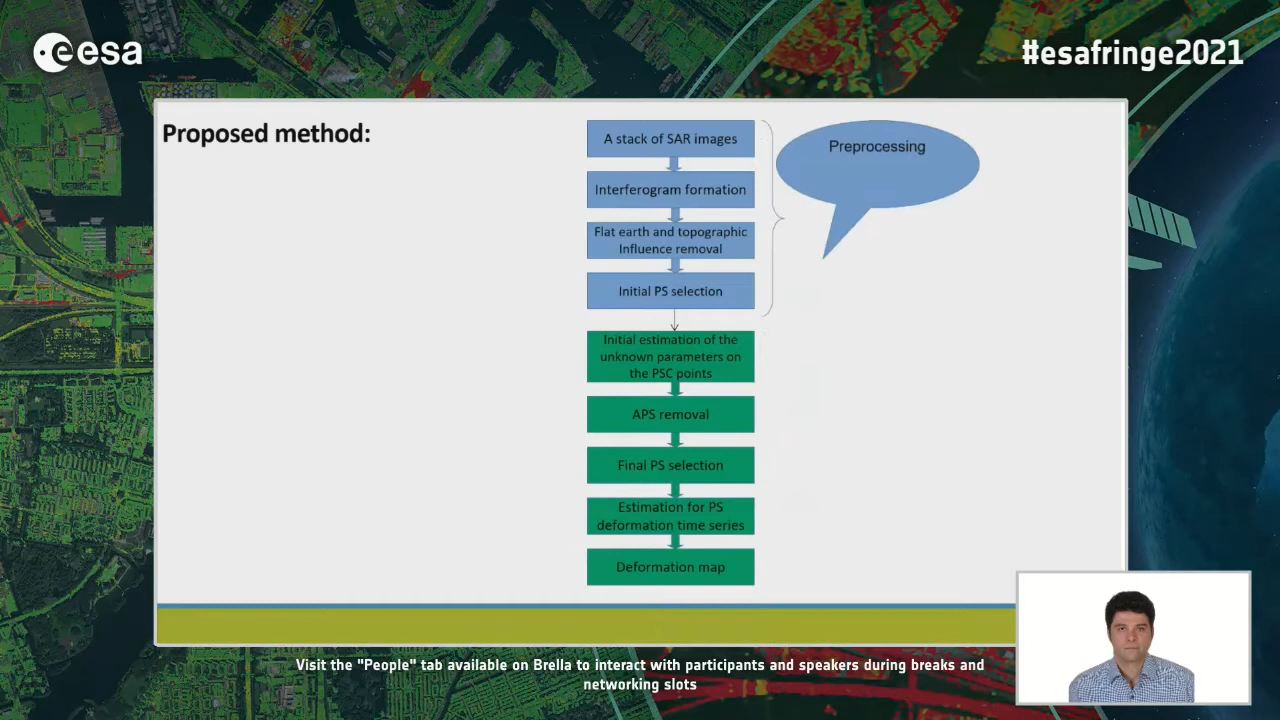 esa
#esafringe2021
Proposed method:
A stack of SAR images
Preprocessing
Interferogram formation
Flat earth and topographic
Influence removal
Initial PS selection
Initial estimation of the
unknown parameters on
the PSC points
APS removal
Final PS selection
Estimation for PS
deformation time series
Deformation map
Visit the "People" tab available on Brella to interact with participants and speakers during breaks and
networking slots